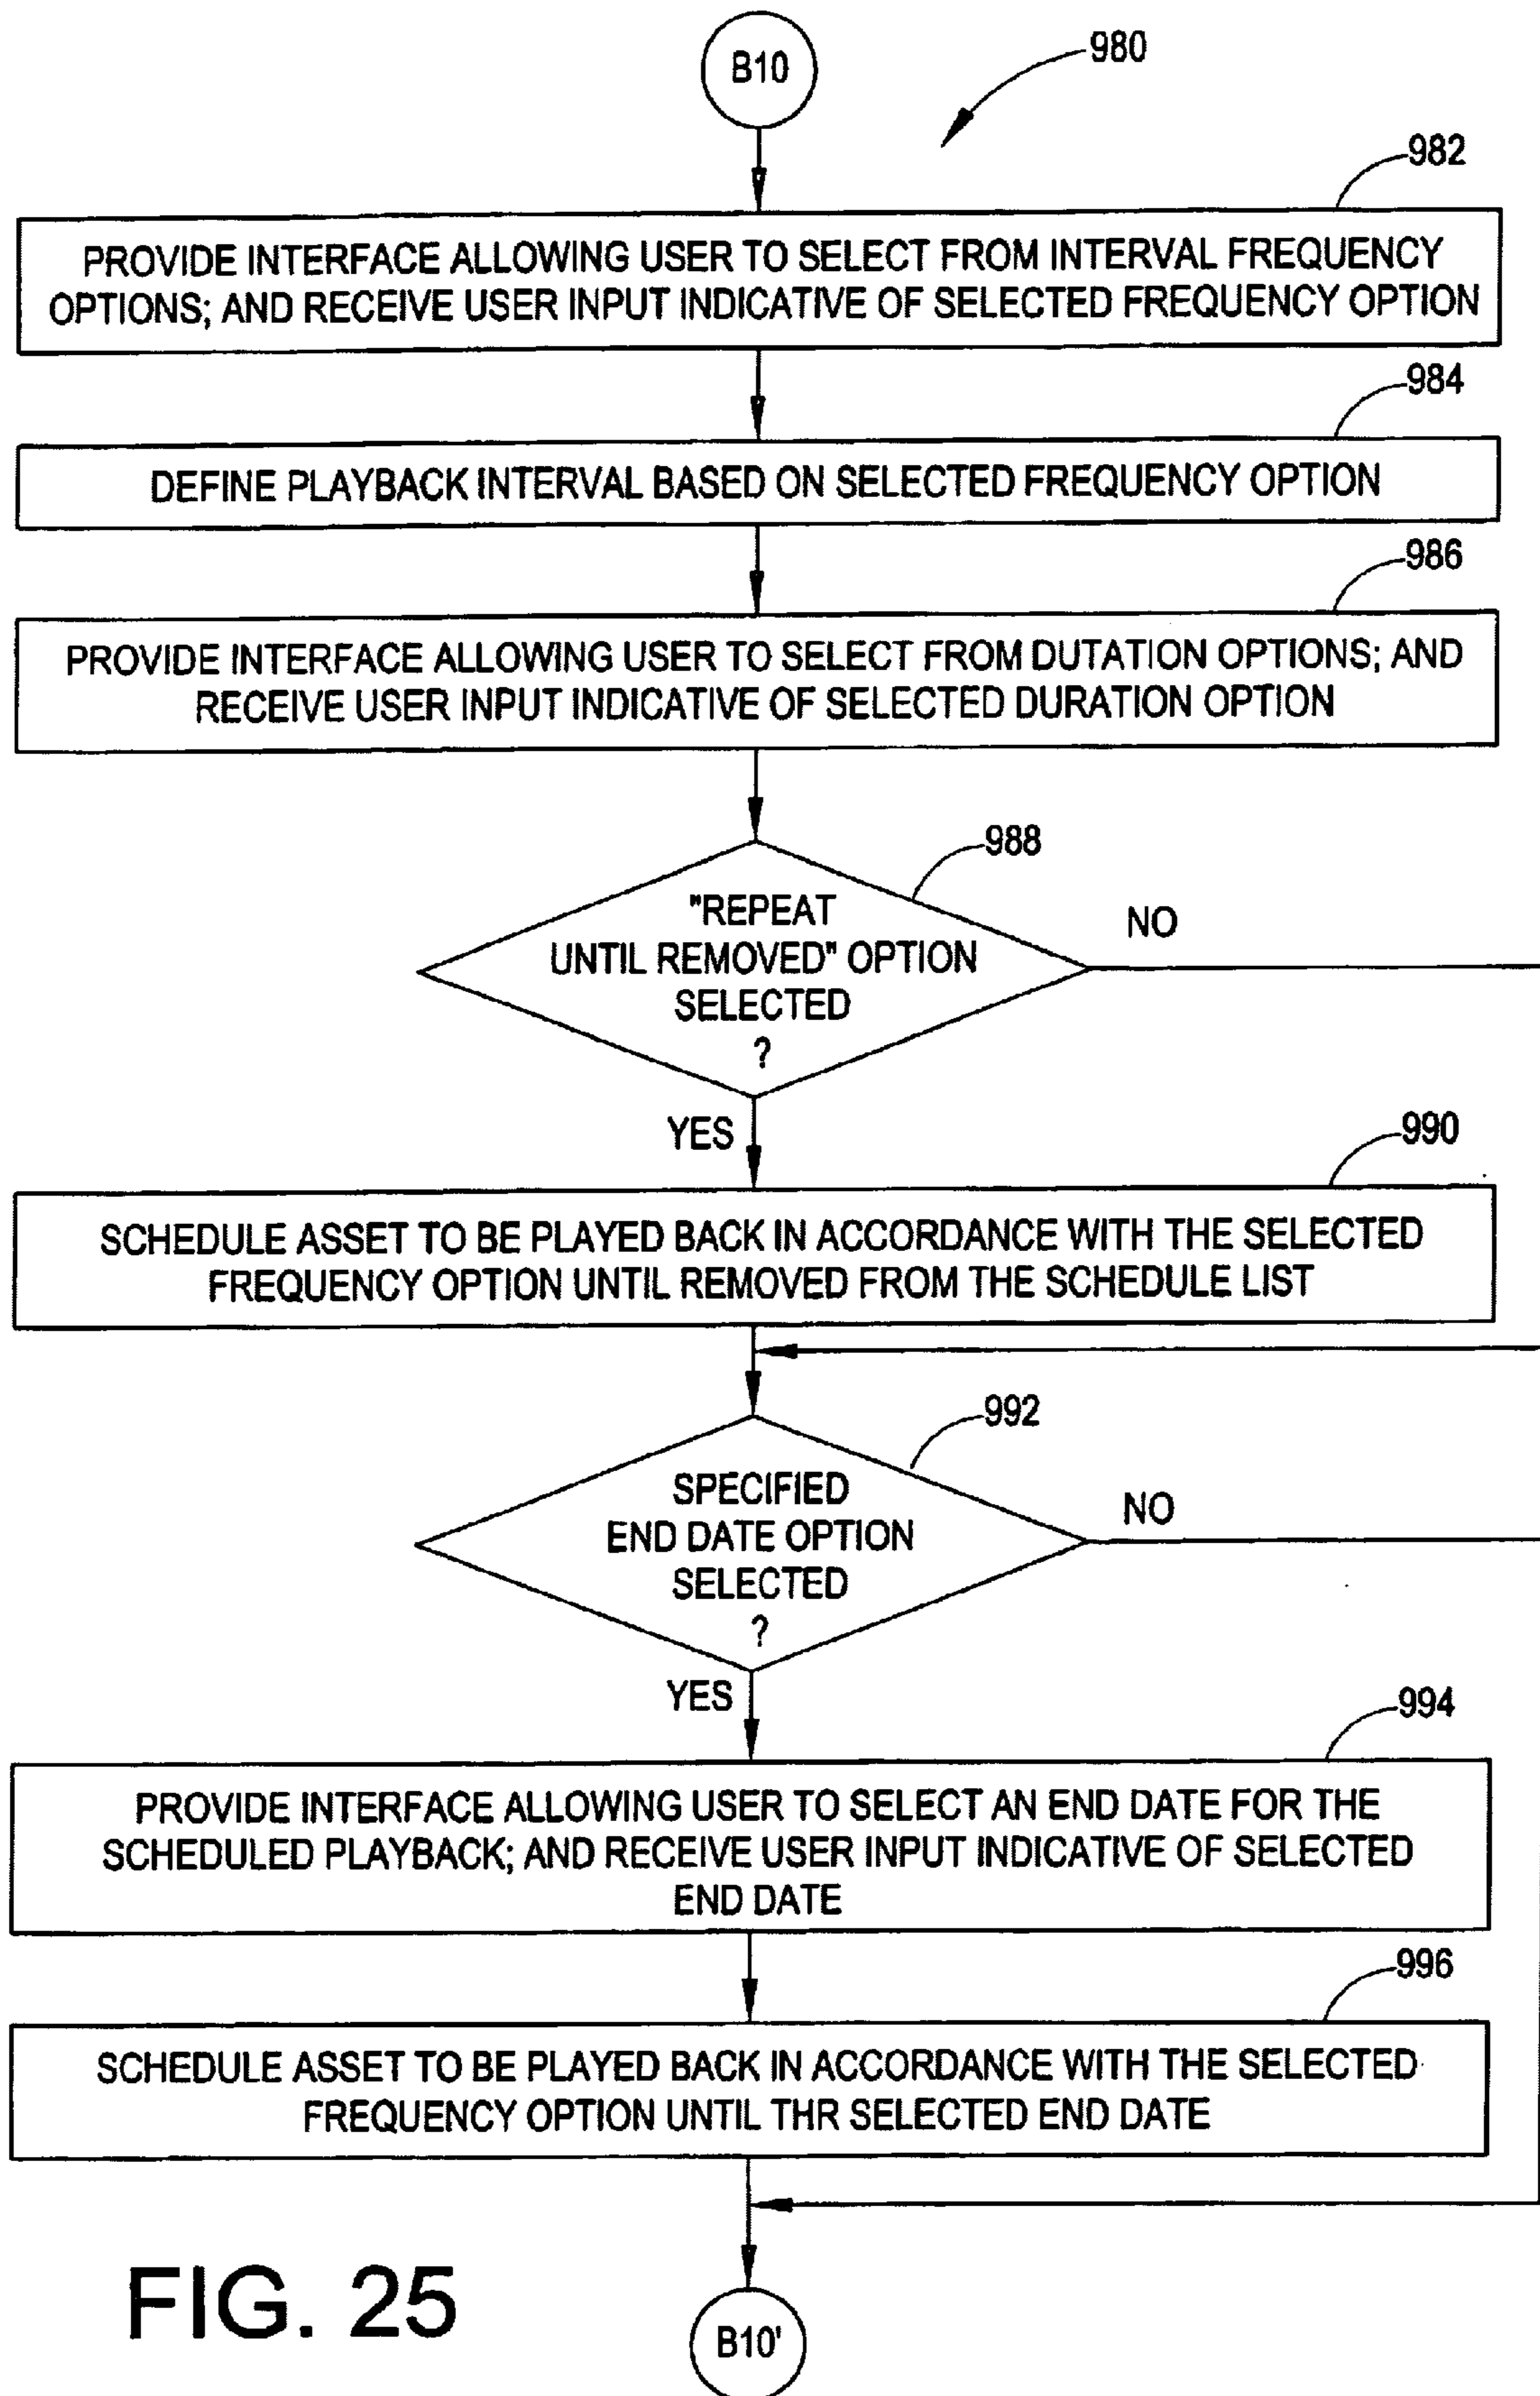 B10
980
982
PROVIDE INTERFACE ALLOWING USER TO SELECT FROM INTERVAL FREQUENCY
OPTIONS; AND RECEIVE USER INPUT INDICATIVE OF SELECTED FREQUENCY OPTION
984
DEFINE PLAYBACK INTERVAL BASED ON SELECTED FREQUENCY OPTION
986
PROVIDE INTERFACE ALLOWING USER TO SELECT FROM DUTATION OPTIONS; AND
RECEIVE USER INPUT INDICATIVE OF SELECTED DURATION OPTION
988
"REPEAT
UNTIL REMOVED" OPTION
SELECTED
?
NO
YES
990
SCHEDULE ASSET TO BE PLAYED BACK IN ACCORDANCE WITH THE SELECTED
FREQUENCY OPTION UNTIL REMOVED FROM THE SCHEDULE LIST
992
SPECIFIED
END DATE OPTION
SELECTED
?
NO
YES
994
PROVIDE INTERFACE ALLOWING USER TO SELECT AN END DATE FOR THE
SCHEDULED PLAYBACK; AND RECEIVE USER INPUT INDICATIVE OF SELECTED
END DATE
996
SCHEDULE ASSET TO BE PLAYED BACK IN ACCORDANCE WITH THE SELECTED
FREQUENCY OPTION UNTIL THR SELECTED END DATE
FIG. 25
B10'